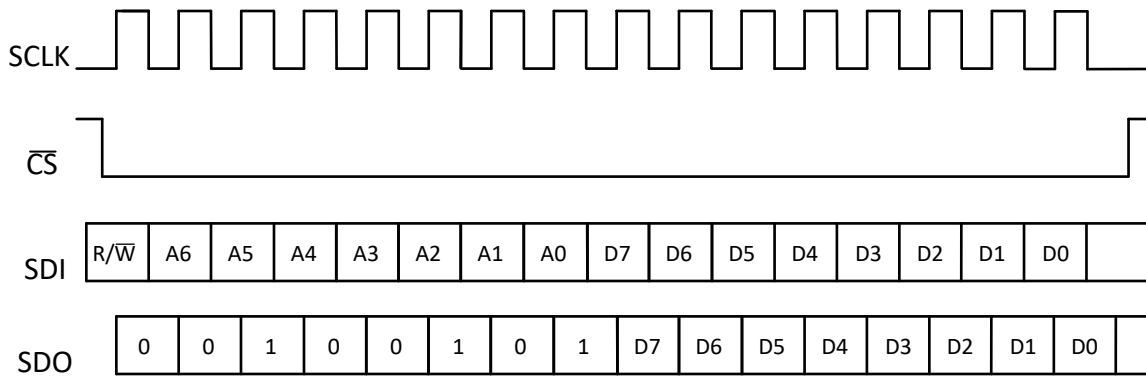 SCLK
C̅S̅
SDI R/W̅ A6 A5 A4 A3 A2 A1 A0 D7 D6 D5 D4 D3 D2 D1 D0
SDO 0 0 1 0 0 1 0 1 D7 D6 D5 D4 D3 D2 D1 D0